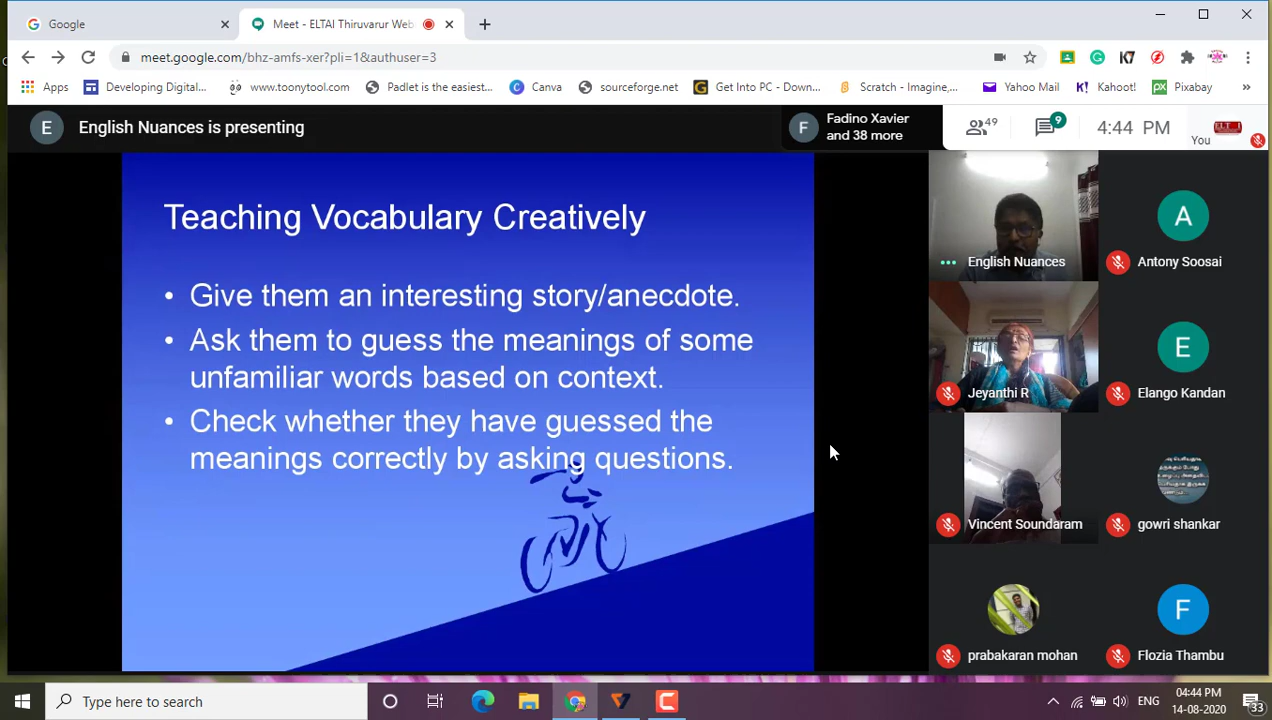 Google
Meet - ELTAI Thiruvarur Web
meet.google.com/bhz-amfs-xer?pli=1&authuser=3
Apps
Developing Digital...
www.tonytool.com
Padlet is the easiest...
Canva
sourceforge.net
Get Into PC - Down...
Scratch - Imagine,...
Yahoo Mail
Kahoot!
Pixabay
E
English Nuances is presenting
F
Fadino Xavier
and 38 more
49
9
4:44 PM
You
Teaching Vocabulary Creatively
• Give them an interesting story/anecdote.
• Ask them to guess the meanings of some
unfamiliar words based on context.
• Check whether they have guessed the
meanings correctly by asking questions.
English Nuances
A
Antony Soosai
Jeyanthi R
E
Elango Kandan
Vincent Soundaram
gowri shankar
prabakaran mohan
F
Flozia Thambu
Type here to search
ENG
04:44 PM
14-08-2020
33